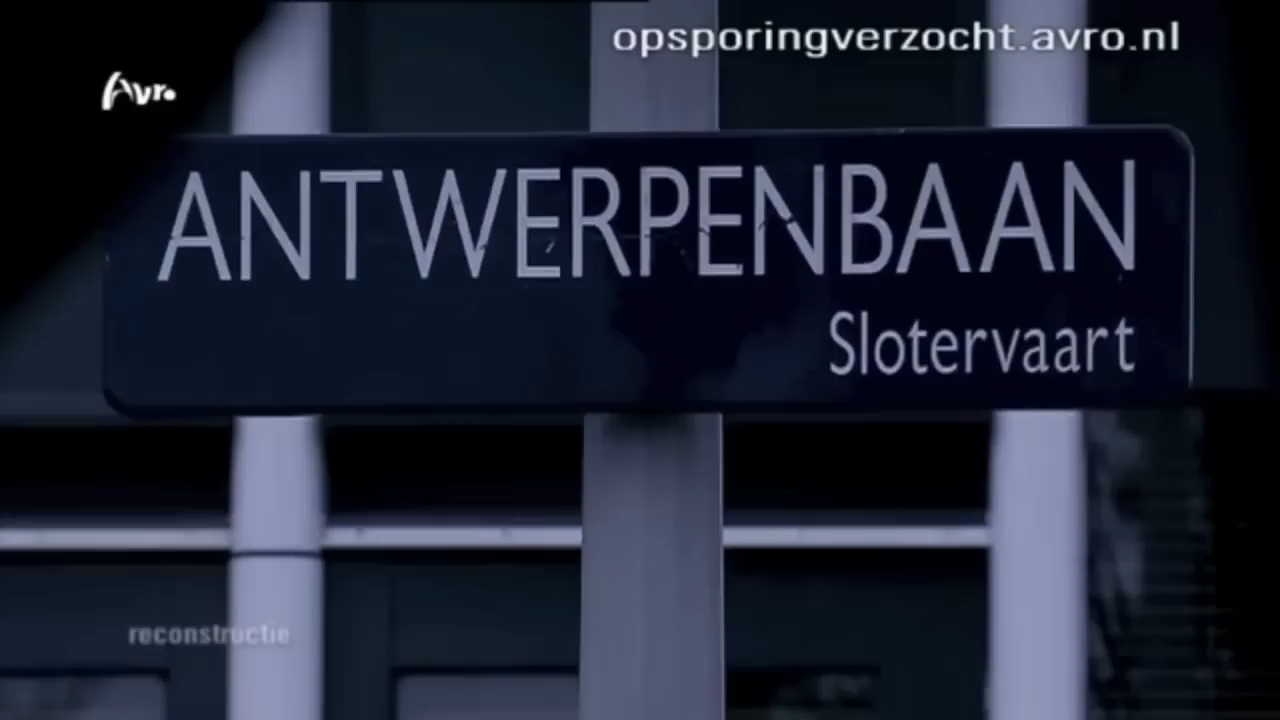 opsporingverzocht.avro.nl
Avro
ANTWERPENBAAN
Slotervaart
reconstructie